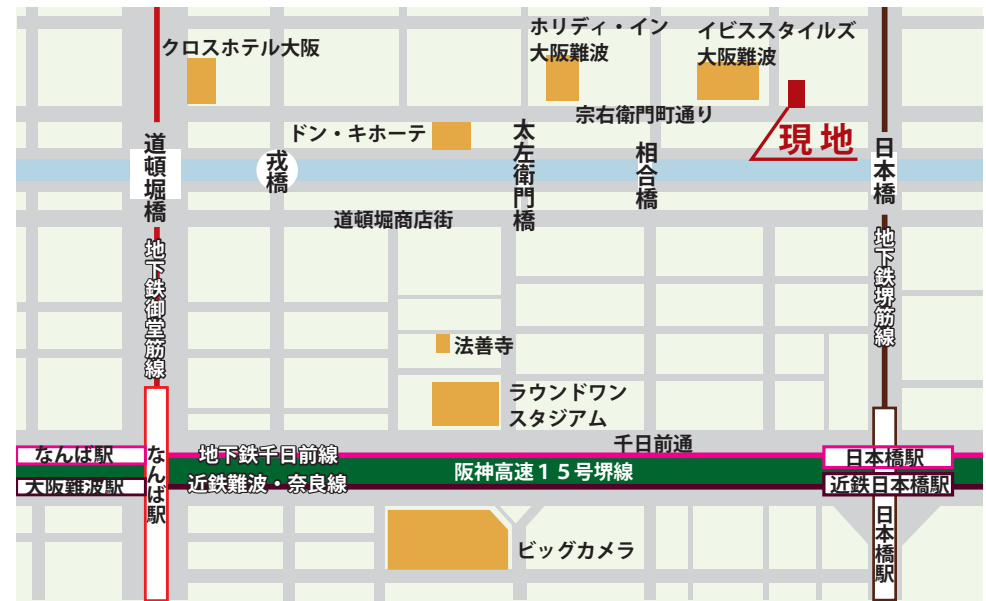 クロスホテル大阪
ホリディ・イン
大阪難波
イビススタイルズ
大阪難波
宗右衛門町通り
ドン・キホーテ
現地
道頓堀橋
戎橋
太左衛門橋
相合橋
日本橋
道頓堀商店街
地下鉄御堂筋線
地下鉄堺筋線
法善寺
ラウンドワン
スタジアム
千日前通
なんば駅
なんば駅
地下鉄千日前線
日本橋駅
阪神高速15号堺線
大阪難波駅
近鉄難波・奈良線
近鉄日本橋駅
日本橋駅
ビッグカメラ